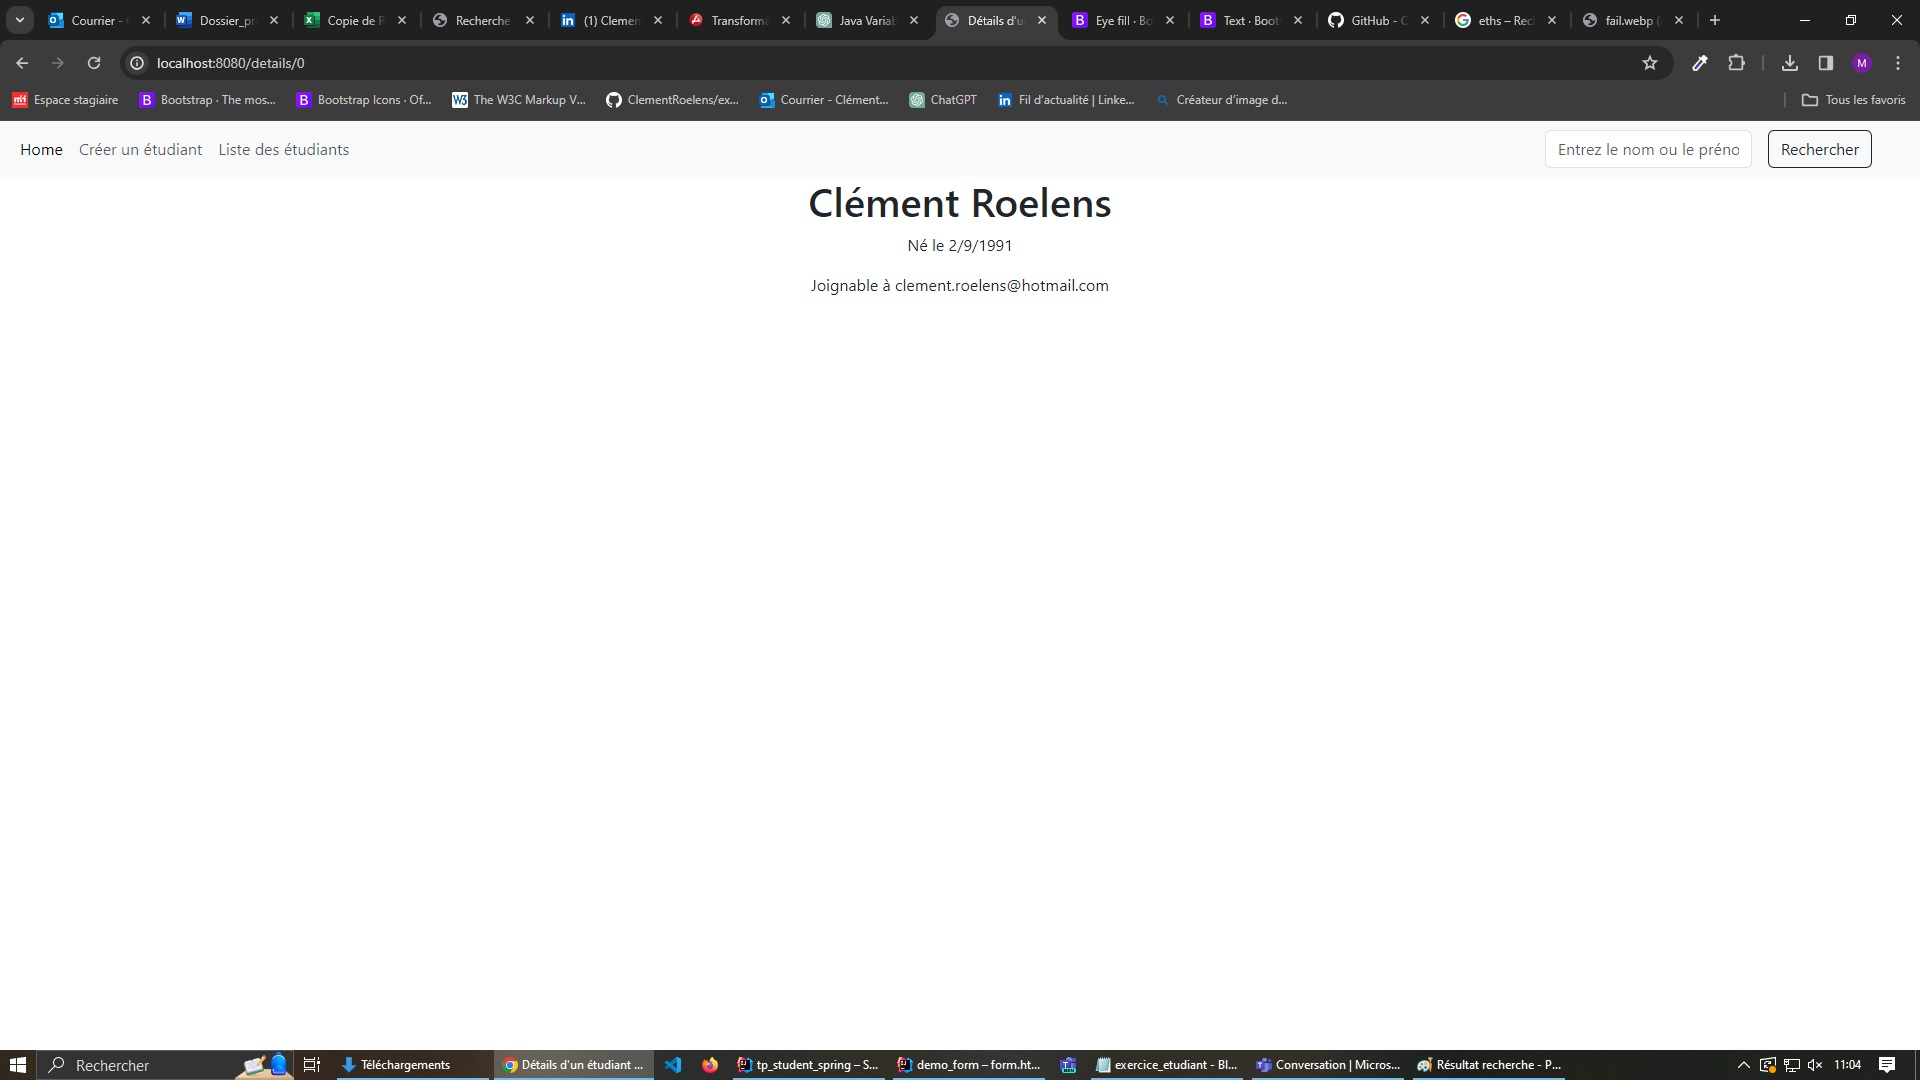 Courrier - C
Dossier_pr
Copie de R
Recherche
(1) Clemen
Transforma
Java Variab
Détails d'un
Eye fill · Bo
Text · Boots
GitHub - C
eths – Rec
fail.webp (
localhost:8080/details/0
M
Espace stagiaire
Bootstrap · The mos...
Bootstrap Icons · Of...
The W3C Markup V...
ClementRoelens/ex...
Courrier - Clément...
ChatGPT
Fil d'actualité | Linke...
Créateur d'image d...
Tous les favoris
Home
Créer un étudiant
Liste des étudiants
Entrez le nom ou le préno
Rechercher
Clément Roelens
Né le 2/9/1991
Joignable à clement.roelens@hotmail.com
Rechercher
Téléchargements
Détails d'un étudiant ...
tp_student_spring – S...
demo_form – form.ht...
exercice_etudiant - Bl...
Conversation | Micros...
Résultat recherche - P...
11:04